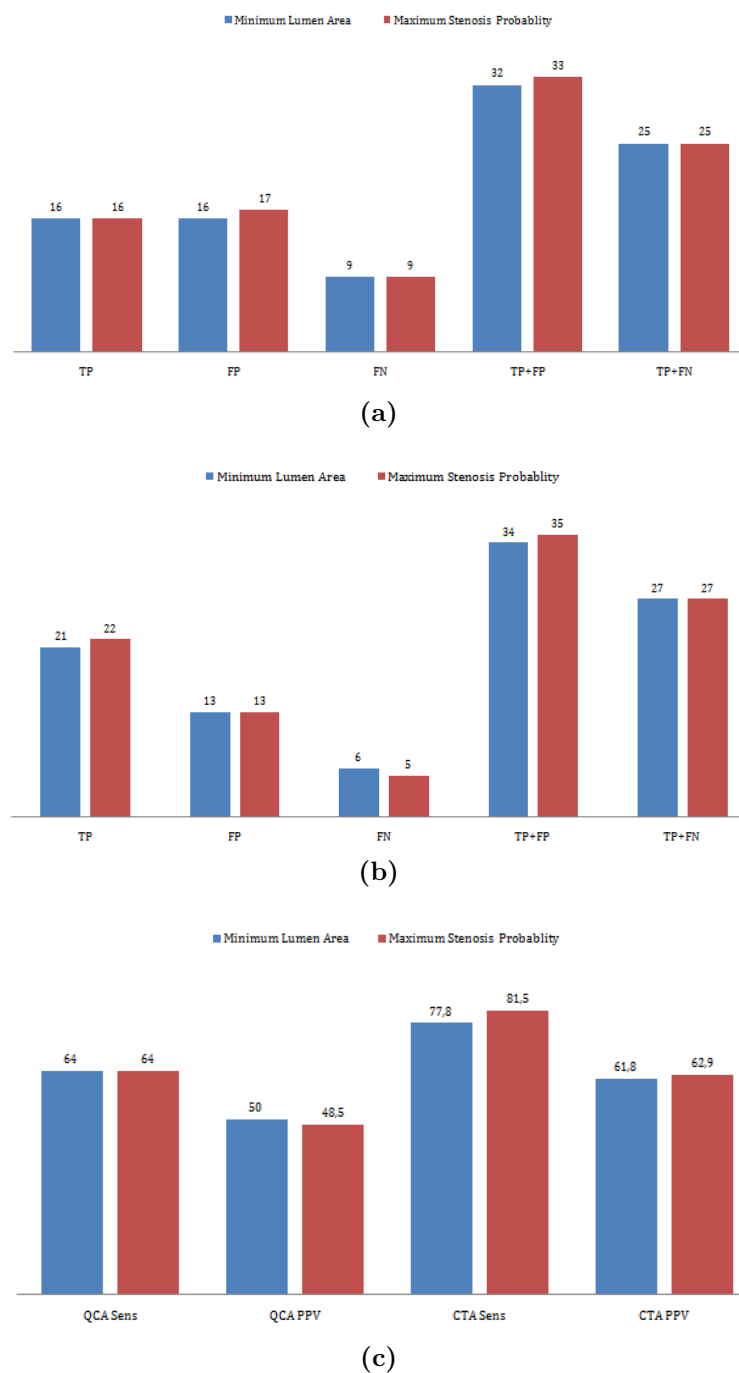 Minimum Lumen Area Maximum Stenosis Probablity
32 33
25 25
16 16 16 17
9 9
TP FP FN TP+FP TP+FN
(a)
Minimum Lumen Area Maximum Stenosis Probablity
34 35
27 27
21 22
13 13
6 5
TP FP FN TP+FP TP+FN
(b)
Minimum Lumen Area Maximum Stenosis Probablity
77,8 81,5
64 64 61,8 62,9
50 48,5
QCA Sens QCA PPV CTA Sens CTA PPV
(c)